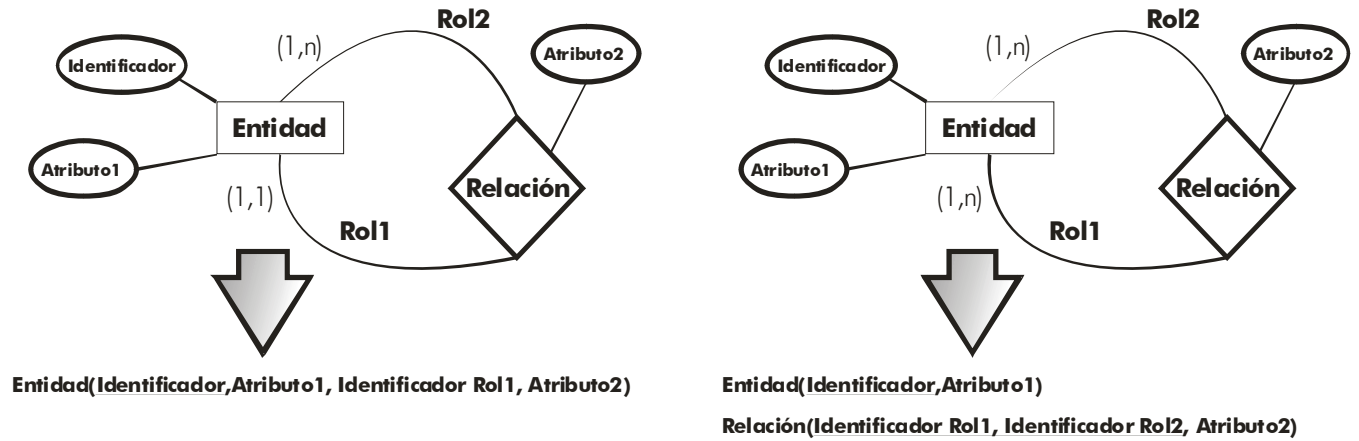 Rol2
(1,n)
Identificador
Atributo2
Entidad
Atributo1
Relación
(1,1)
Rol1
Entidad(Identificador,Atributo1, Identificador Rol1, Atributo2)
Rol2
(1,n)
Identificador
Atributo2
Entidad
Atributo1
Relación
(1,n)
Rol1
Entidad(Identificador,Atributo1)
Relación(Identificador Rol1, Identificador Rol2, Atributo2)